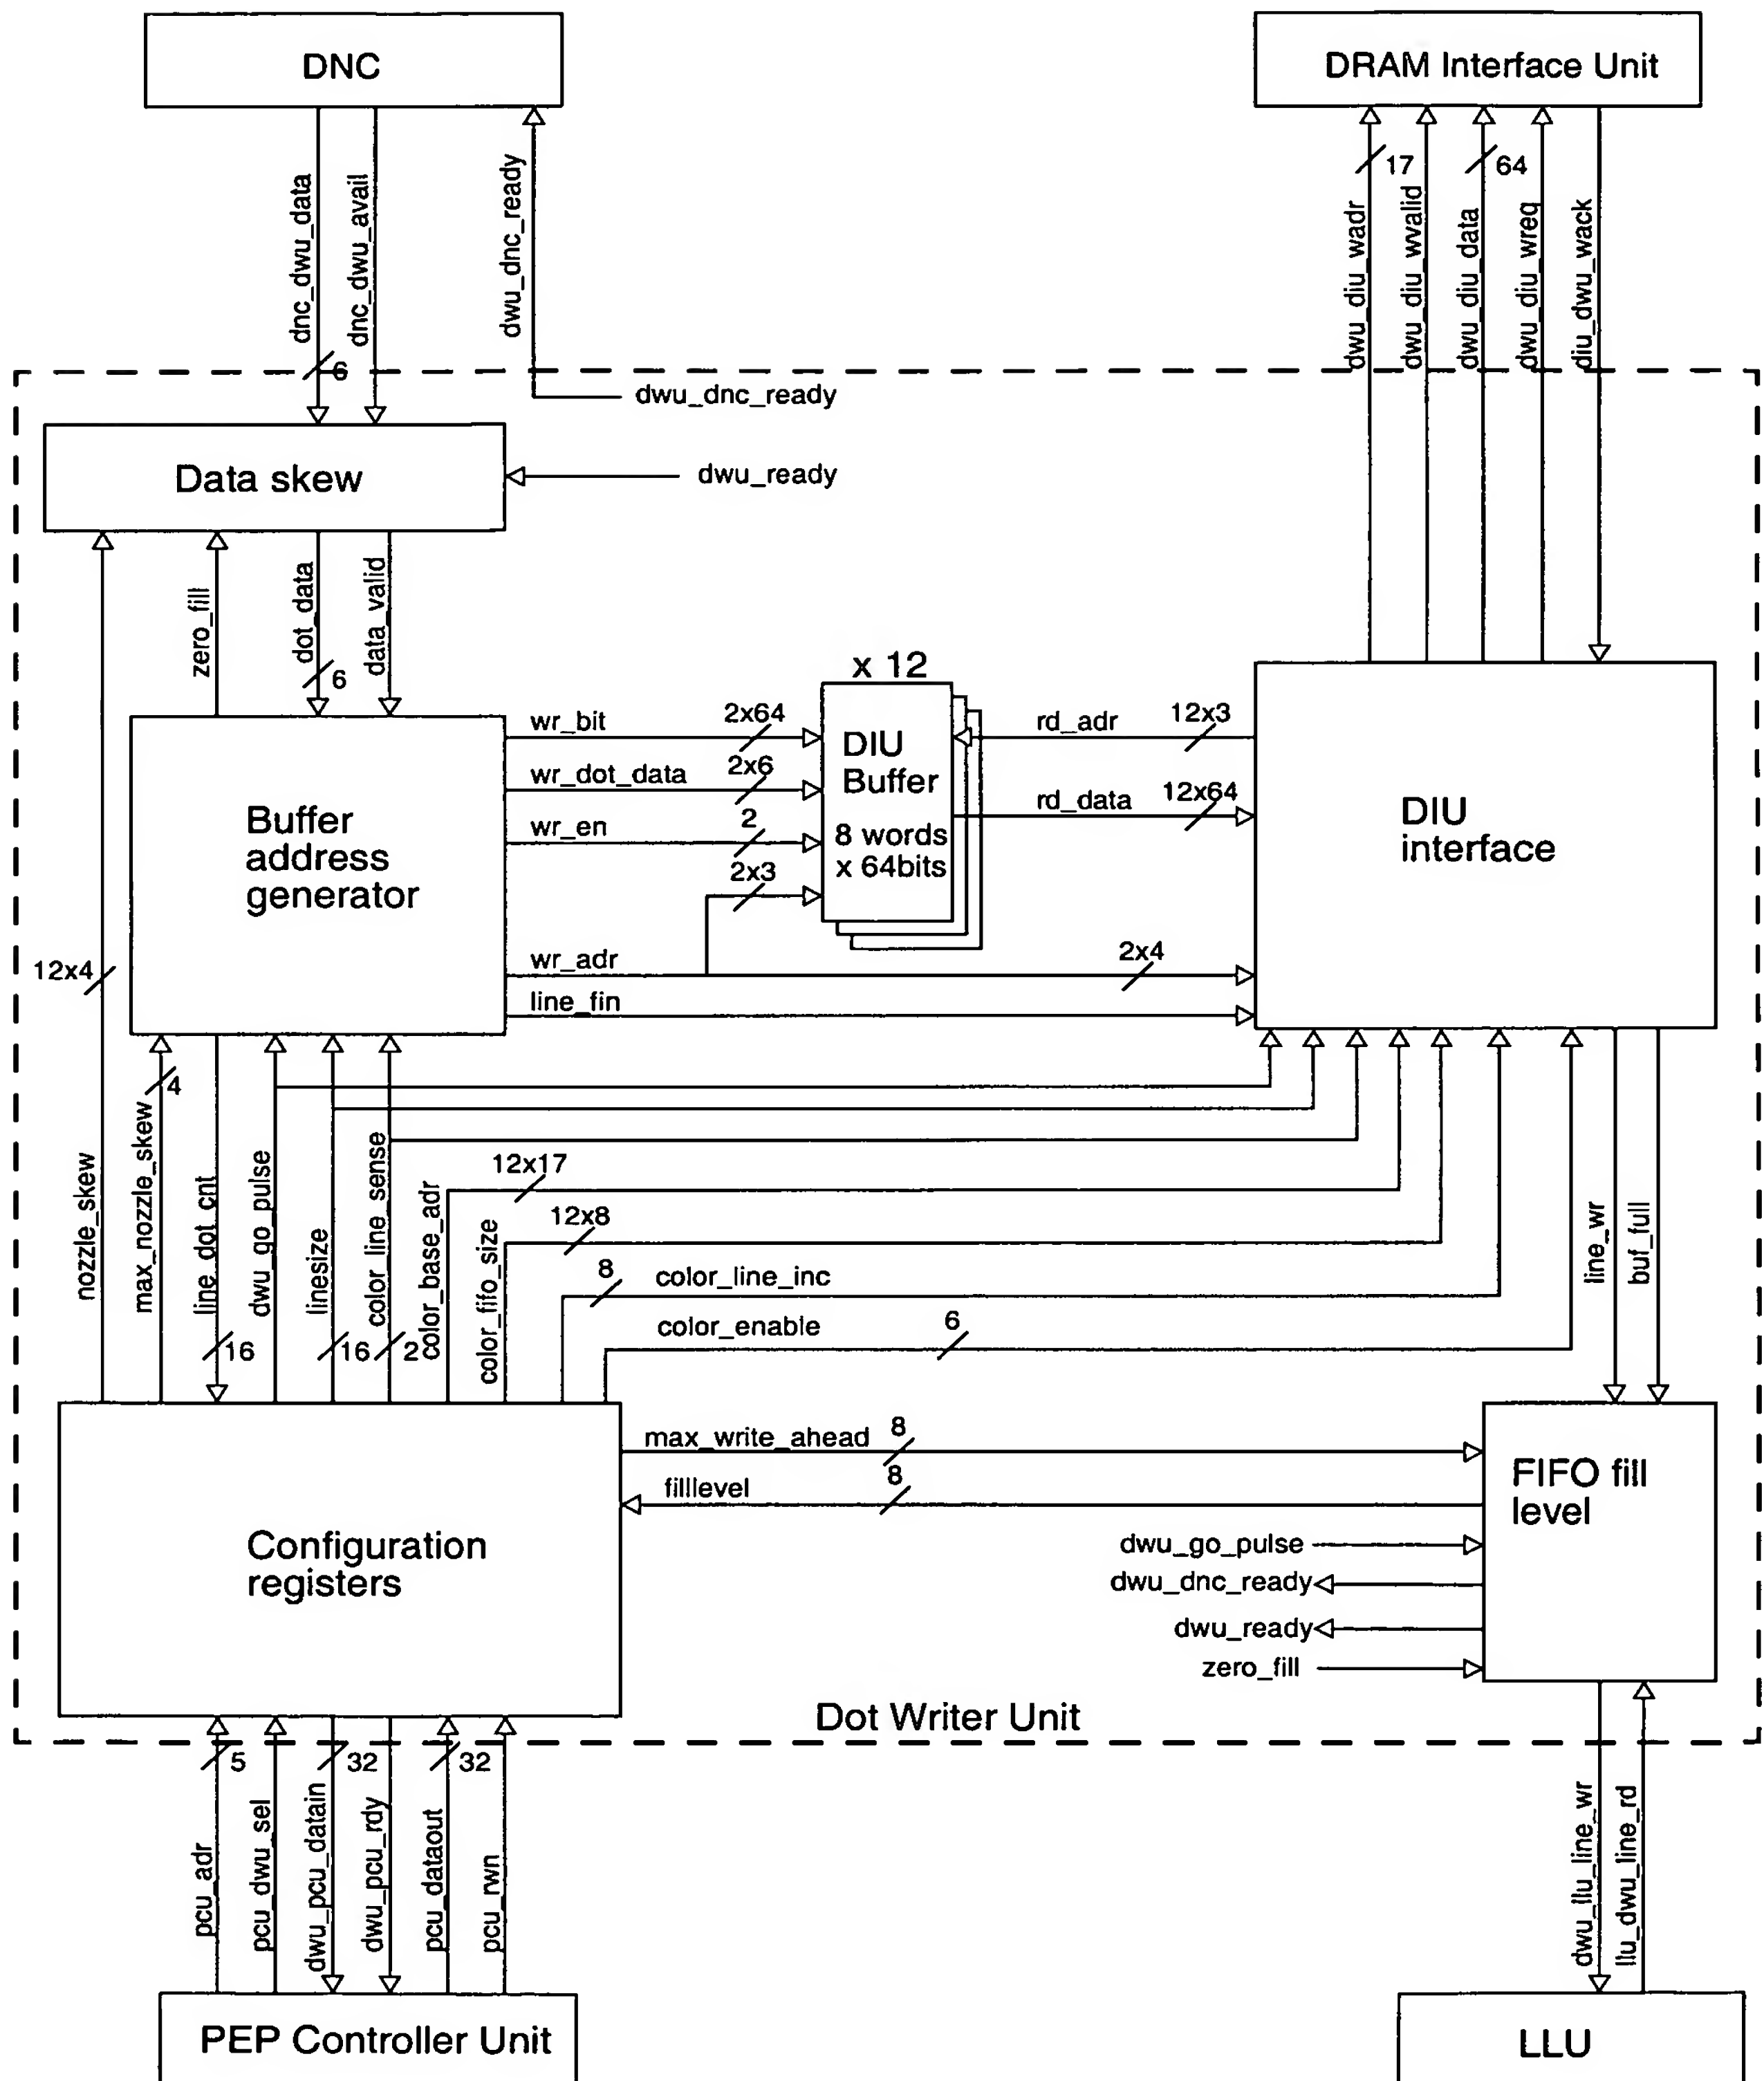 DNC
DRAM Interface Unit
dnc_dwu_data
6
dnc_dwu_avail
dwu_dnc_ready
dwu_diu_wadr
17
dwu_diu_wvalid
dwu_diu_data
64
dwu_diu_wreq
diu_dwu_wack
dwu_dnc_ready
Data skew
dwu_ready
zero_fill
dot_data
6
data_valid
x 12
wr_bit
2x64
wr_dot_data
2x6
wr_en
2
2x3
DIU
Buffer
8 words
x 64bits
rd_adr
12x3
rd_data
12x64
DIU
interface
Buffer
address
generator
wr_adr
2x4
line_fin
12x4
nozzle_skew
4
max_nozzle_skew
line_dot_cnt
16
dwu_go_pulse
linesize
16
color_line_sense
2
color_base_adr
12x17
color_fifo_size
12x8
8
color_line_inc
color_enable
6
line_wr
buf_full
max_write_ahead
8
filllevel
8
FIFO fill
level
Configuration
registers
dwu_go_pulse
dwu_dnc_ready
dwu_ready
zero_fill
Dot Writer Unit
pcu_adr
5
pcu_dwu_sel
dwu_pcu_datain
32
dwu_pcu_rdy
pcu_dataout
32
pcu_rwn
dwu_llu_line_wr
llu_dwu_line_rd
PEP Controller Unit
LLU